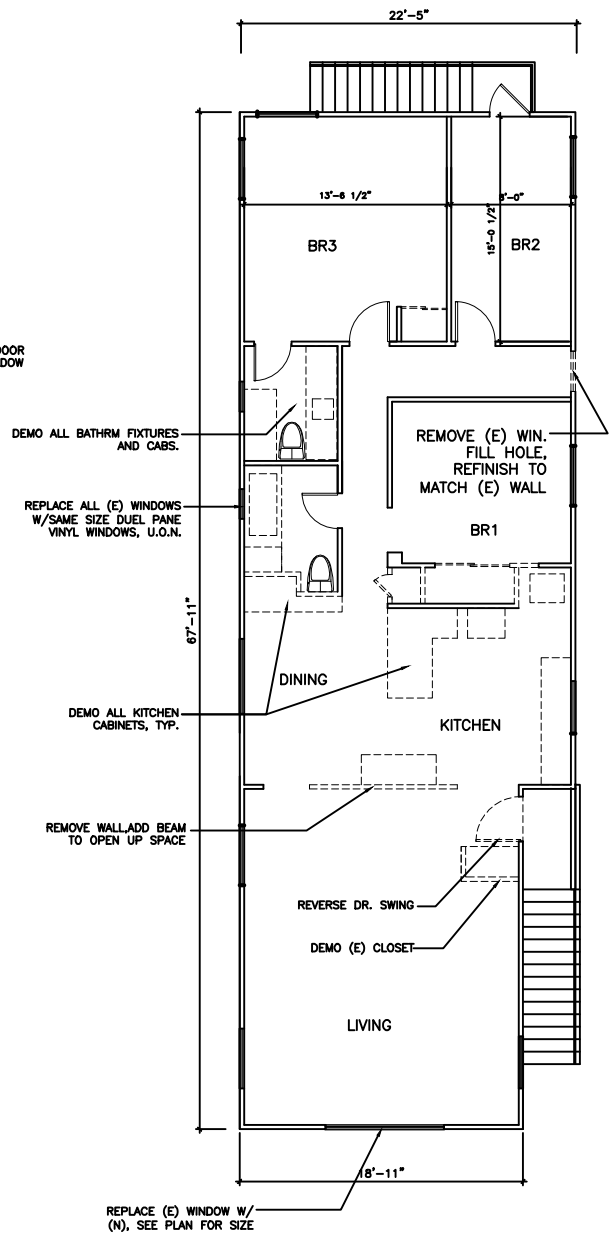 22'-5"
13'-6 1/2"
15'-0 1/2"
BR3
BR2
DOOR
DEMO ALL BATHRM FIXTURES
AND CABS.
REMOVE (E) WIN.
FILL HOLE,
REFINISH TO
MATCH (E) WALL
REPLACE ALL (E) WINDOWS
W/SAME SIZE DUEL PANE
VINYL WINDOWS, U.O.N.
BR1
67'-11"
DINING
DEMO ALL KITCHEN
CABINETS, TYP.
KITCHEN
REMOVE WALL,ADD BEAM
TO OPEN UP SPACE
REVERSE DR. SWING
DEMO (E) CLOSET
LIVING
18'-11"
REPLACE (E) WINDOW W/
(N), SEE PLAN FOR SIZE